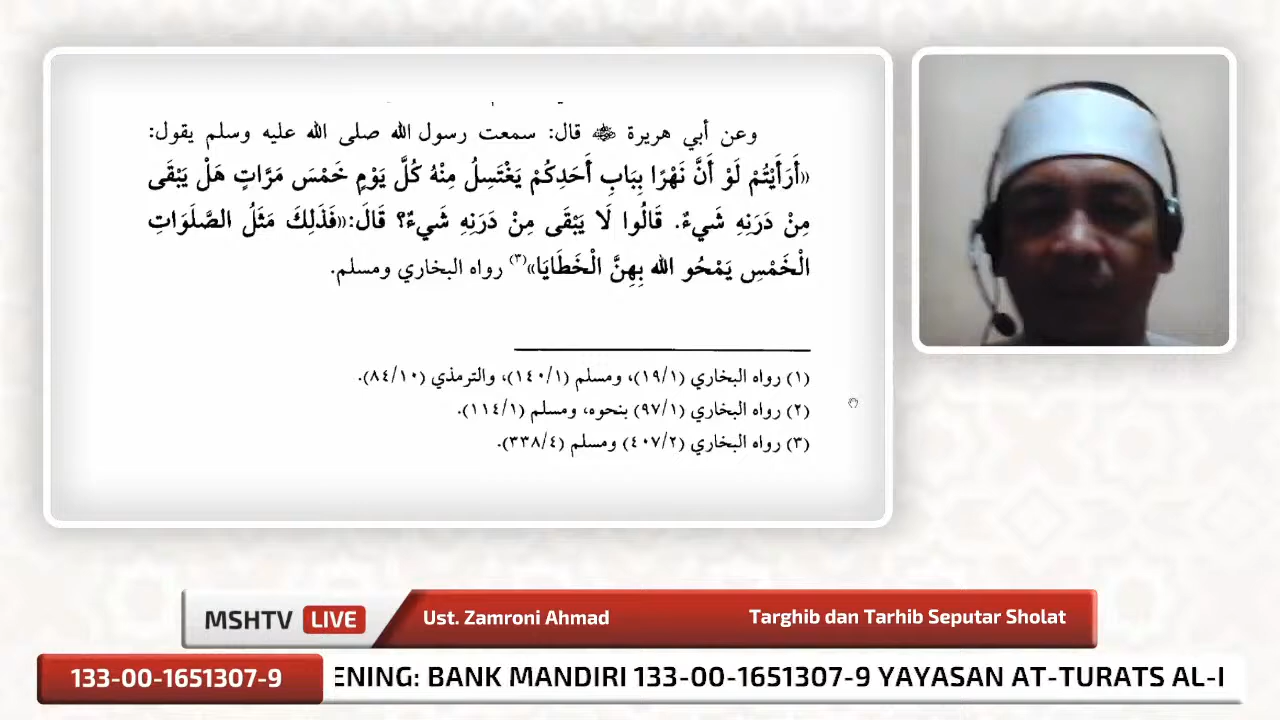 وعن أبي هريرة ﷺ قال: سمعت رسول الله صلى الله عليه وسلم يقول:
«أَرَأَيْتُمْ لَوْ أَنَّ نَهْرًا بِبَابِ أَحَدِكُمْ يَغْتَسِلُ مِنْهُ كُلَّ يَوْمٍ خَمْسَ مَرَّاتٍ هَلْ يَبْقَى
مِنْ دَرَنِهِ شَيءٌ. قَالُوا لَا يَبْقَى مِنْ دَرَنِهِ شَيءٌ؟ قَالَ:«فَذَلِكَ مَثَلُ الصَّلَوَاتِ
الْخَمْسِ يَمْحُو الله بِهِنَّ الْخَطَايَا»(٣) رواه البخاري ومسلم.
(١) رواه البخاري (١٩/١)، ومسلم (١٤٠/١)، والترمذي (٨٤/١٠).
(٢) رواه البخاري (٩٧/١) بنحوه، ومسلم (١١٤/١).
(٣) رواه البخاري (٤٠٧/٢) ومسلم (٣٣٨/٤).
MSHTV LIVE Ust. Zamroni Ahmad Targhib dan Tarhib Seputar Sholat
133-00-1651307-9 ENING: BANK MANDIRI 133-00-1651307-9 YAYASAN AT-TURATS AL-I